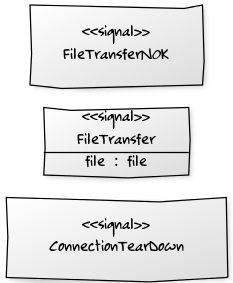 <<signal>>
FileTransferNOK
<<signal>>
FileTransfer
file : file
<<signal>>
ConnectionTearDown